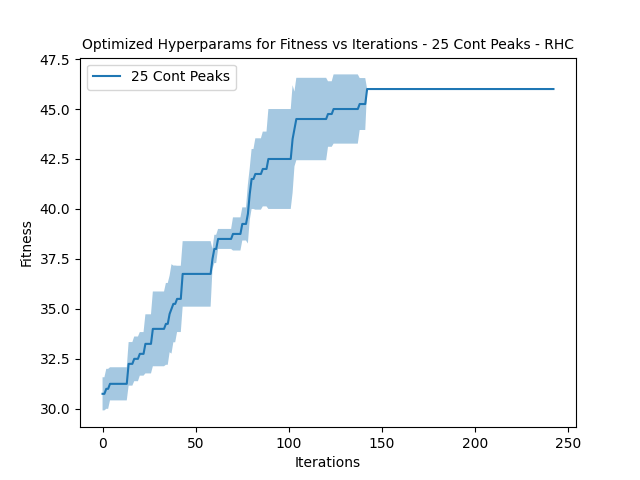 Optimized Hyperparams for Fitness vs Iterations - 25 Cont Peaks - RHC
25 Cont Peaks
47.5
45.0
42.5
40.0
37.5
35.0
32.5
30.0
Fitness
0 50 100 150 200 250
Iterations